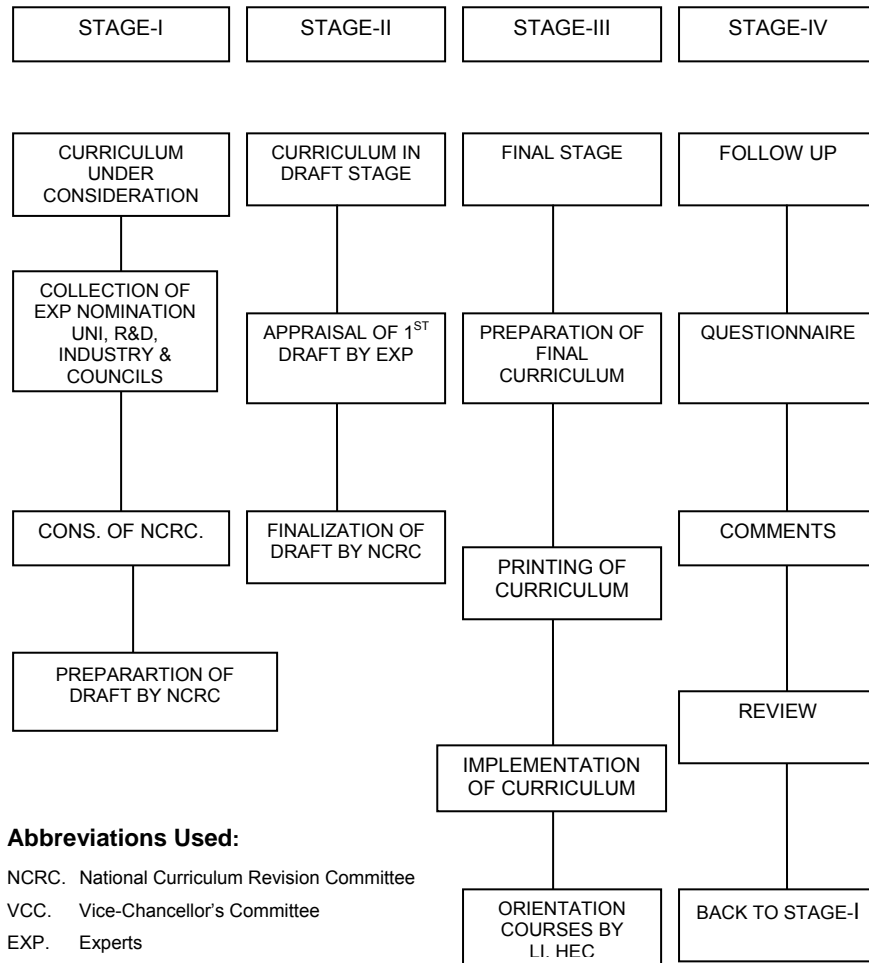 STAGE-I
STAGE-II
STAGE-III
STAGE-IV
CURRICULUM
UNDER
CONSIDERATION
COLLECTION OF
EXP NOMINATION
UNI, R&D,
INDUSTRY &
COUNCILS
CONS. OF NCRC.
PREPARARTION OF
DRAFT BY NCRC
CURRICULUM IN
DRAFT STAGE
APPRAISAL OF 1ST
DRAFT BY EXP
FINALIZATION OF
DRAFT BY NCRC
FINAL STAGE
PREPARATION OF
FINAL
CURRICULUM
PRINTING OF
CURRICULUM
IMPLEMENTATION
OF CURRICULUM
ORIENTATION
COURSES BY
LI, HEC
FOLLOW UP
QUESTIONNAIRE
COMMENTS
REVIEW
BACK TO STAGE-I
Abbreviations Used:
NCRC. National Curriculum Revision Committee
VCC. Vice-Chancellor's Committee
EXP. Experts